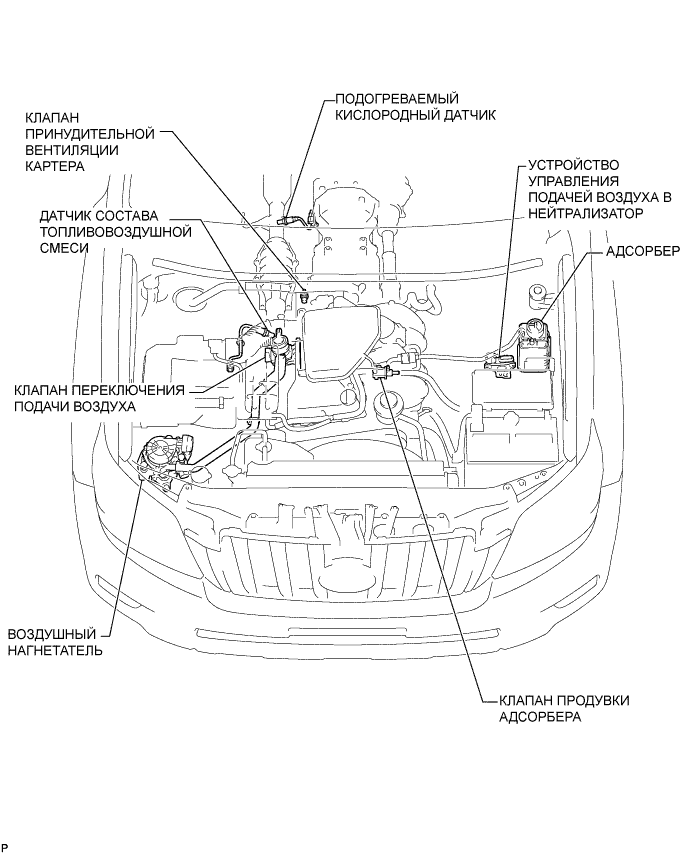 ПОДОГРЕВАЕМЫЙ
КИСЛОРОДНЫЙ ДАТЧИК
КЛАПАН
ПРИНУДИТЕЛЬНОЙ
ВЕНТИЛЯЦИИ
КАРТЕРА
УСТРОЙСТВО
УПРАВЛЕНИЯ
ПОДАЧЕЙ ВОЗДУХА В
НЕЙТРАЛИЗАТОР
ДАТЧИК СОСТАВА
ТОПЛИВОВОЗДУШНОЙ
СМЕСИ
АДСОРБЕР
КЛАПАН ПЕРЕКЛЮЧЕНИЯ
ПОДАЧИ ВОЗДУХА
ВОЗДУШНЫЙ
НАГНЕТАТЕЛЬ
КЛАПАН ПРОДУВКИ
АДСОРБЕРА
P